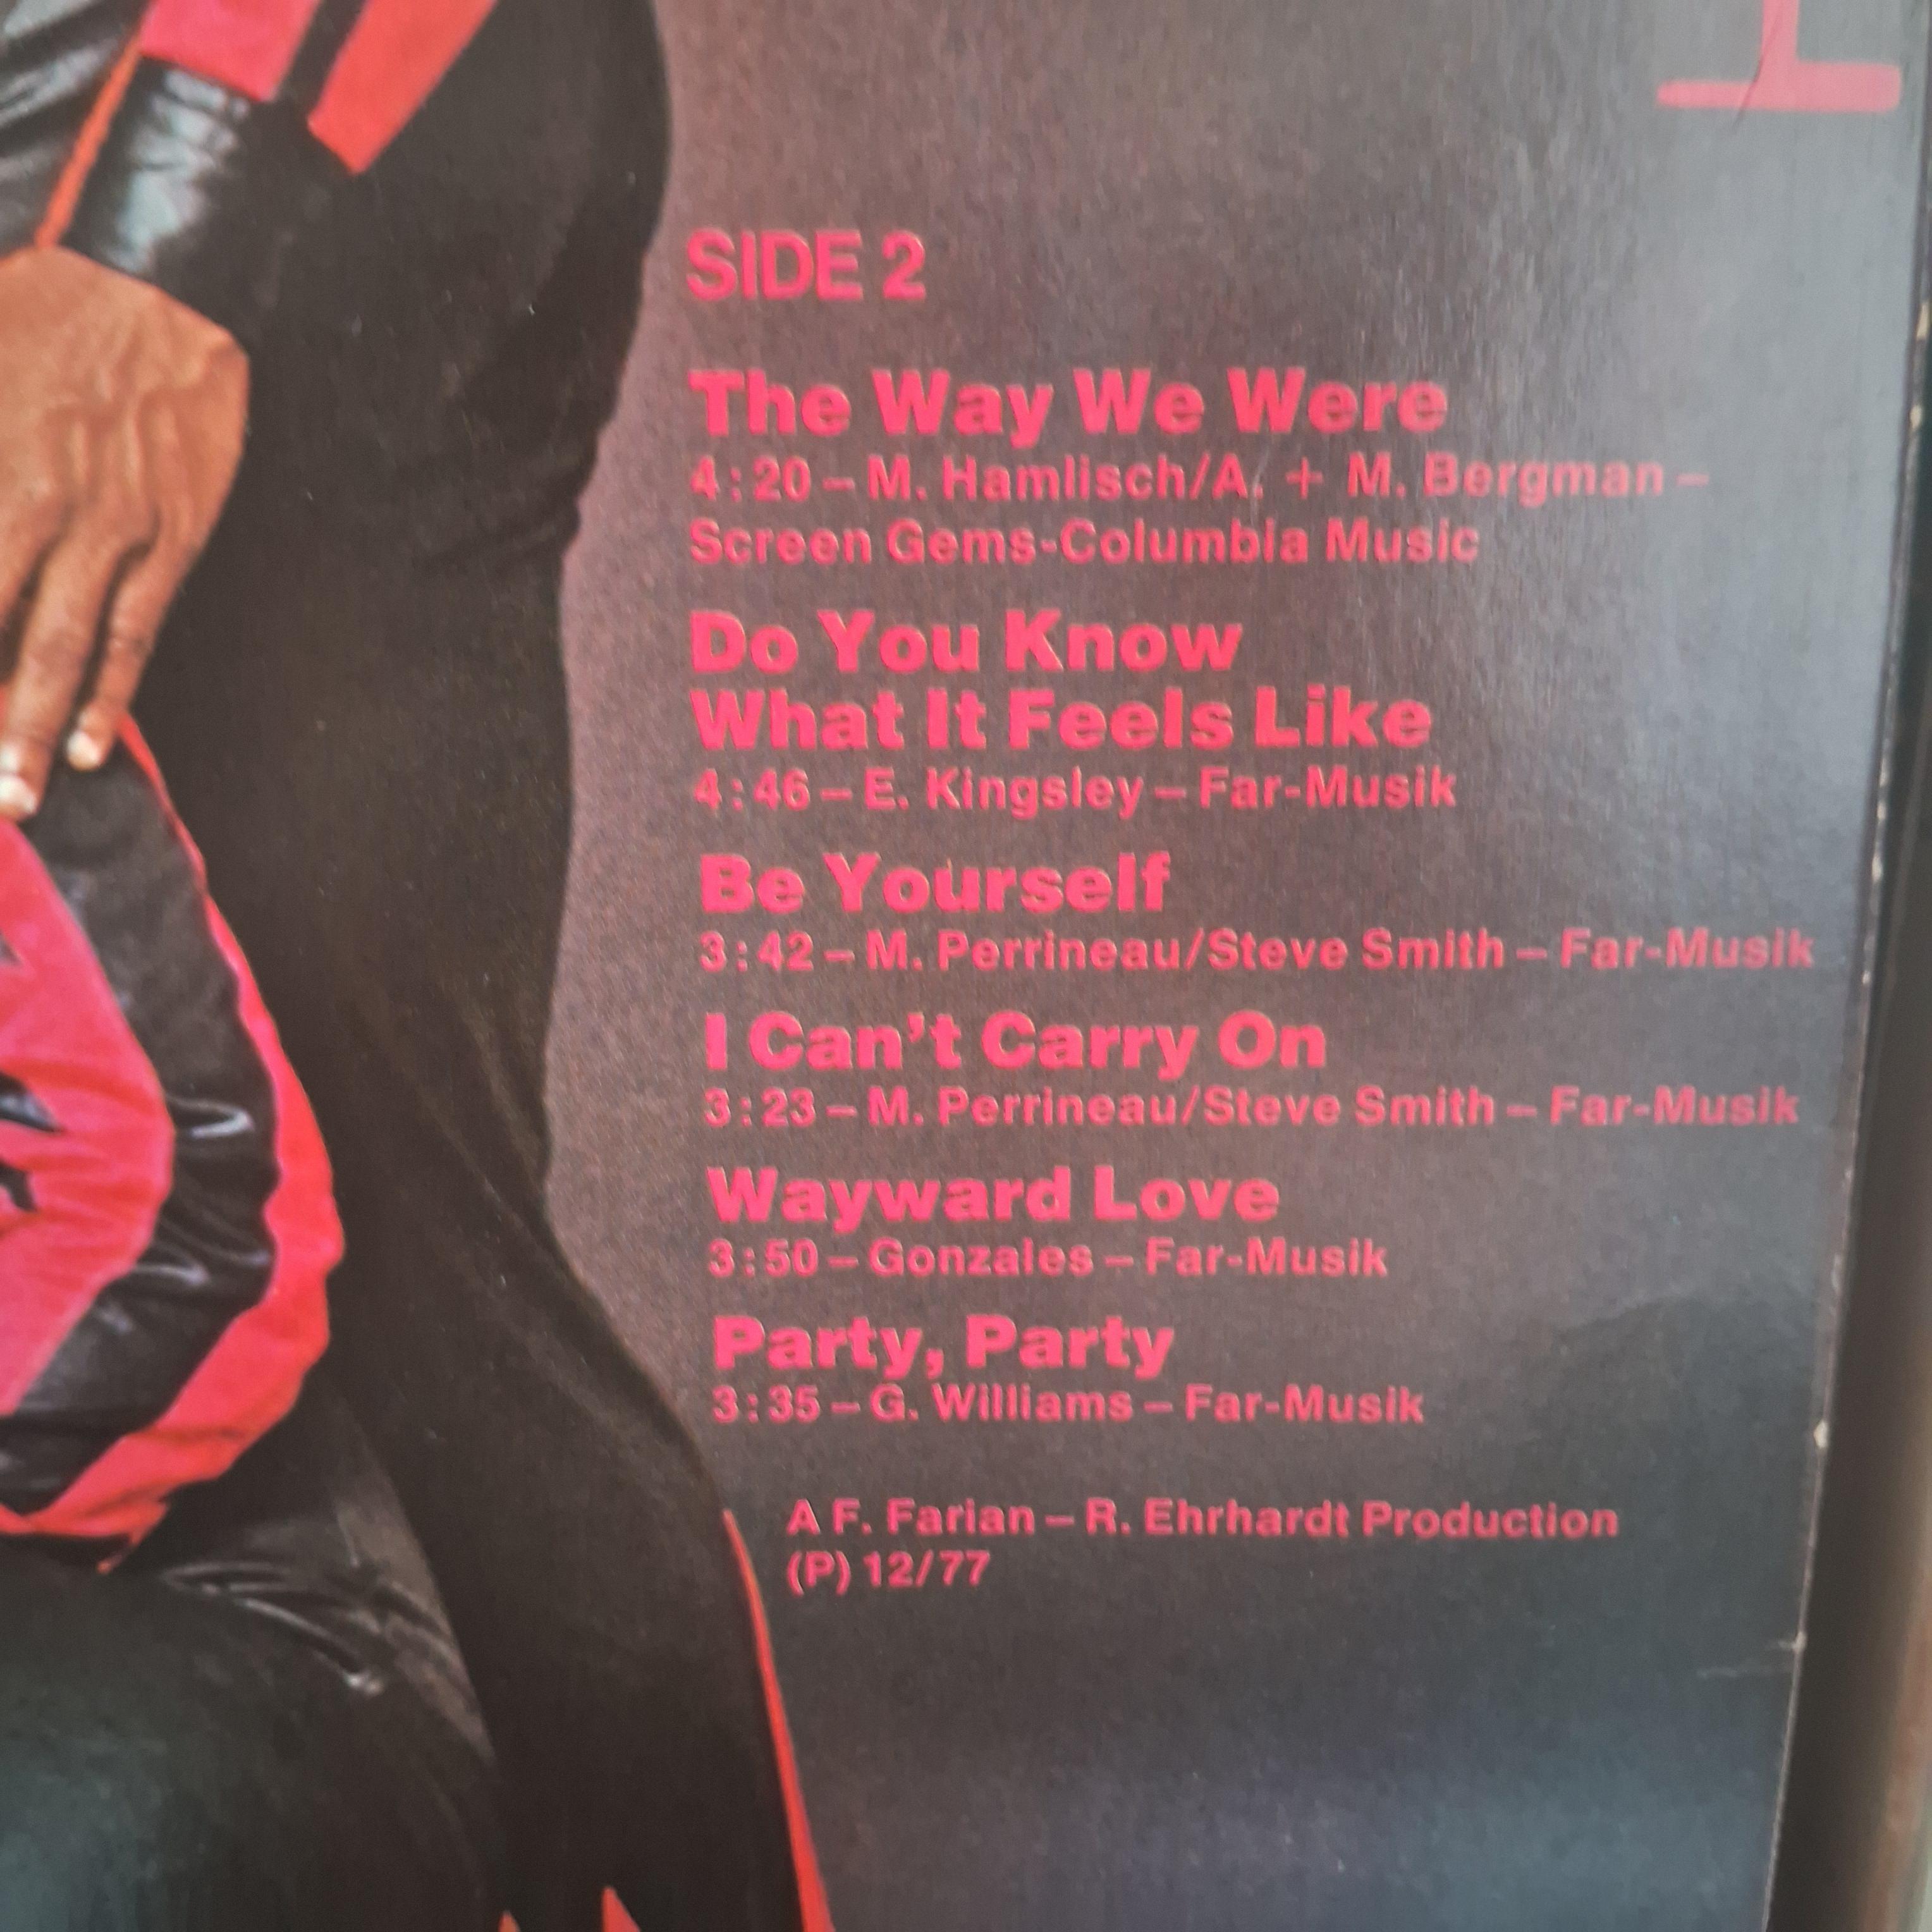 SIDE 2
The Way We Were
4:20 – M. Hamlisch/A. + M. Bergman –
Screen Gems-Columbia Music
Do You Know
What It Feels Like
4:46 – E. Kingsley – Far-Musik
Be Yourself
3:42 – M. Perrineau/Steve Smith – Far-Musik
I Can't Carry On
3:23 – M. Perrineau/Steve Smith – Far-Musik
Wayward Love
3:50 – Gonzales – Far-Musik
Party, Party
3:35 – G. Williams – Far-Musik
A F. Farian – R. Ehrhardt Production
(P) 12/77